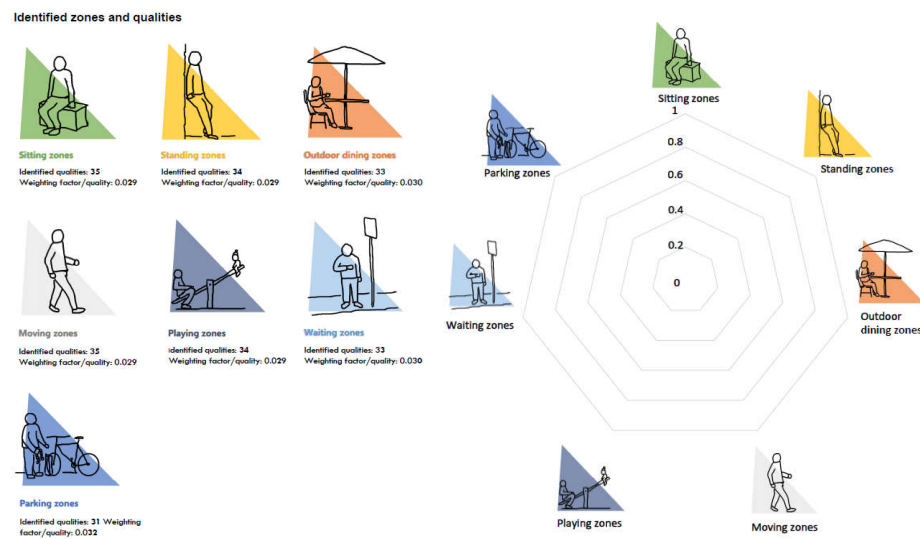 Identified zones and qualities
Sitting zones
Identified qualities: 35
Weighting factor/quality: 0.029
Standing zones
Identified qualities: 34
Weighting factor/quality: 0.029
Outdoor dining zones
Identified qualities: 33
Weighting factor/quality: 0.030
Moving zones
Identified qualities: 35
Weighting factor/quality: 0.029
Playing zones
Identified qualities: 34
Weighting factor/quality: 0.029
Waiting zones
Identified qualities: 33
Weighting factor/quality: 0.030
Parking zones
Identified qualities: 31 Weighting
factor/quality: 0.032
Sitting zones
1
0.8
0.6
0.4
0.2
0
Standing zones
Outdoor
dining zones
Moving zones
Playing zones
Waiting zones
Parking zones